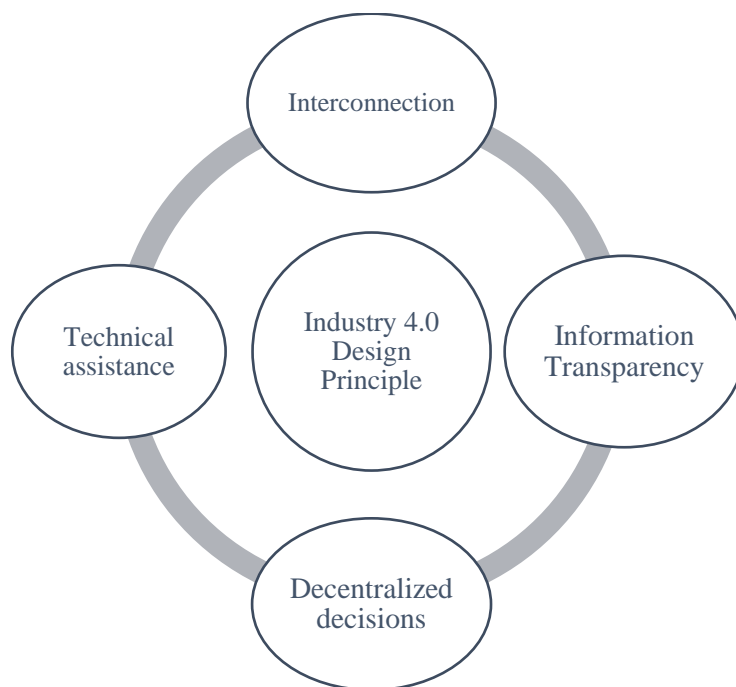 Interconnection
Technical
assistance
Industry 4.0
Design
Principle
Information
Transparency
Decentralized
decisions